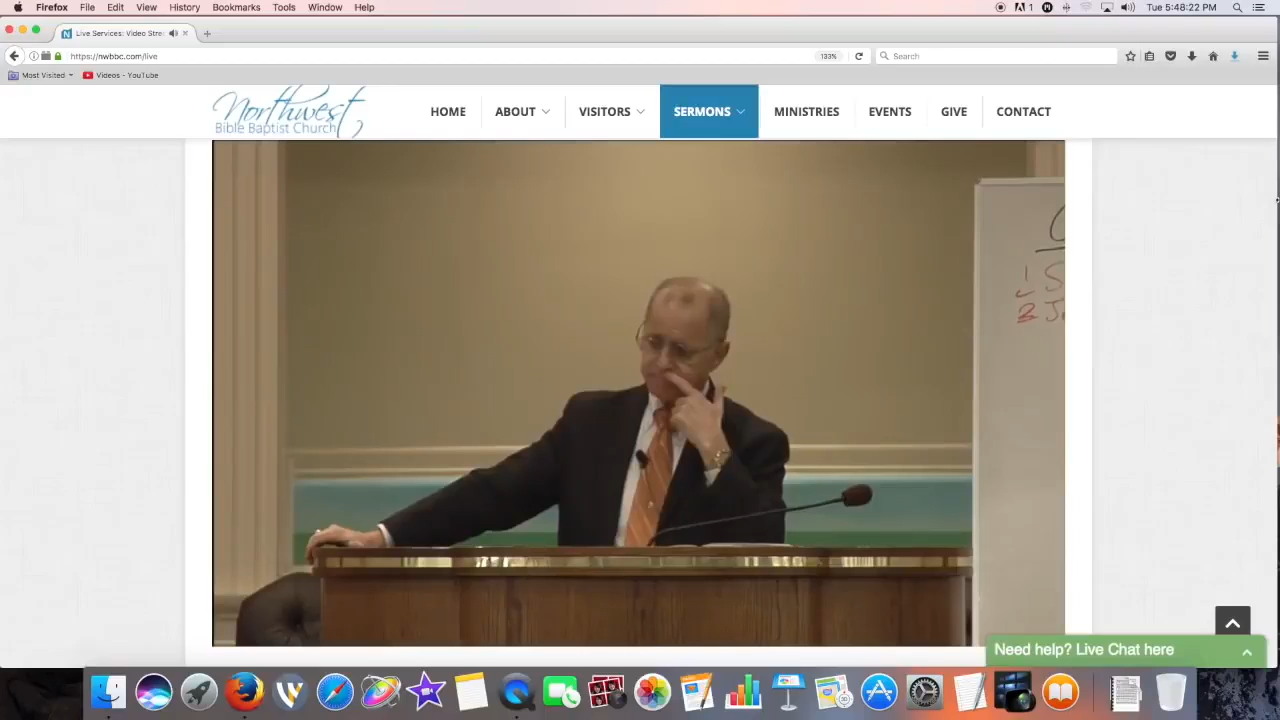 Firefox File Edit View History Bookmarks Tools Window Help 1 Tue 5:48:22 PM
Live Services: Video Stre
https://nwbbc.com/live 133% Search
Most Visited Videos - YouTube
Northwest
Bible Baptist Church
HOME ABOUT VISITORS SERMONS MINISTRIES EVENTS GIVE CONTACT
Need help? Live Chat here